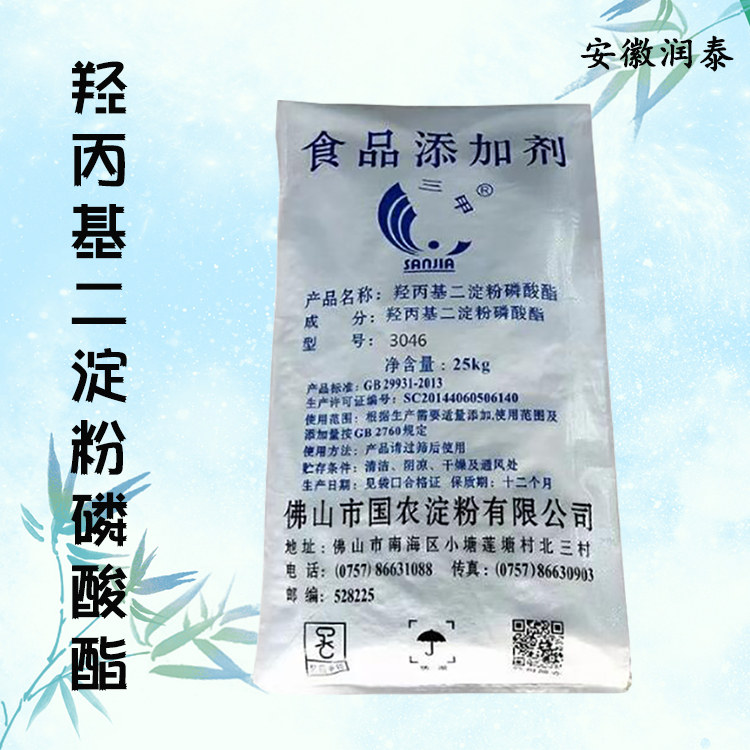 安徽润泰
羟丙基二淀粉磷酸酯
食品添加剂
三甲®
SANJIA
产品名称：羟丙基二淀粉磷酸酯
成 分：羟丙基二淀粉磷酸酯
型 号：3046
净含量：25kg
产品标准：GB 29931-2013
生产许可证编号：SC20144060506140
使用范围：根据生产需要适量添加，使用范围及
添加量按GB 2760规定
使用方法：产品请过筛后使用
贮存条件：清洁、阴凉、干燥及通风处
生产日期：见袋口合格证 保质期：十二个月
佛山市国农淀粉有限公司
地址：佛山市南海区小塘莲塘村北三村
电话：(0757)86631088 传真：(0757)86630903
邮编：528225